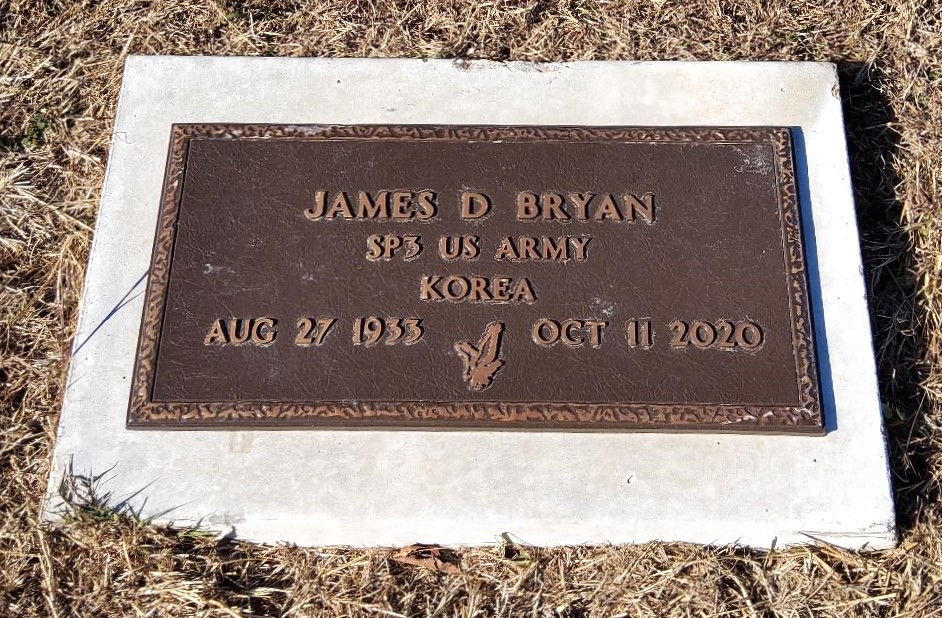 JAMES D BRYAN
SP3 US ARMY
KOREA
AUG 27 1933 OCT 11 2020